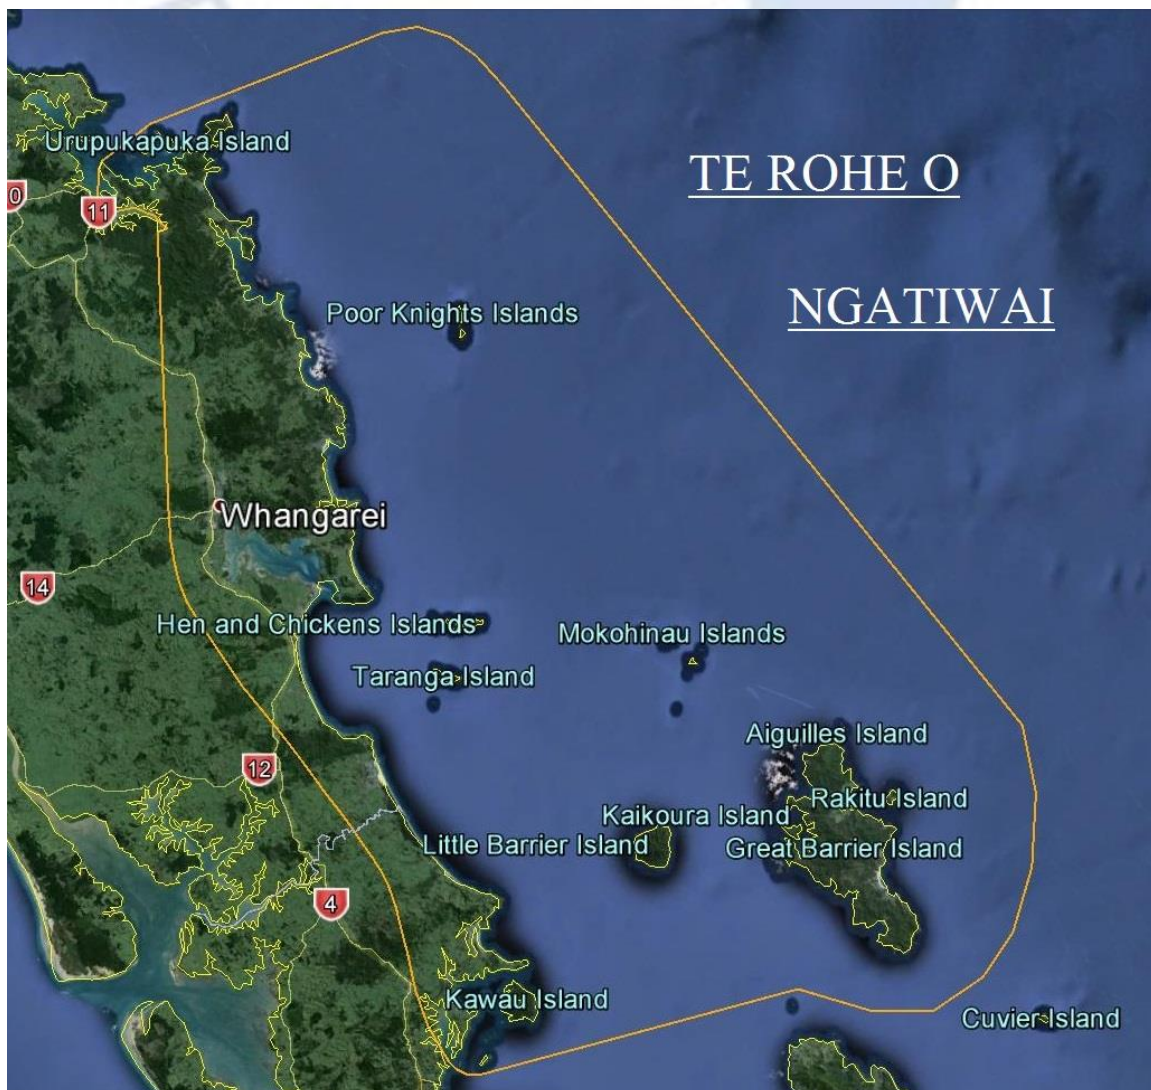 Urupukapuka Island
TE ROHE O
0
11
NGATIWAI
Poor Knights Islands
Whangarei
14
Hen and Chickens Islands
Mokohinau Islands
Taranga Island
Aiguilles Island
12
Rakitu Island
Kaikoura Island
Little Barrier Island
Great Barrier Island
4
Kawau Island
Cuvier Island